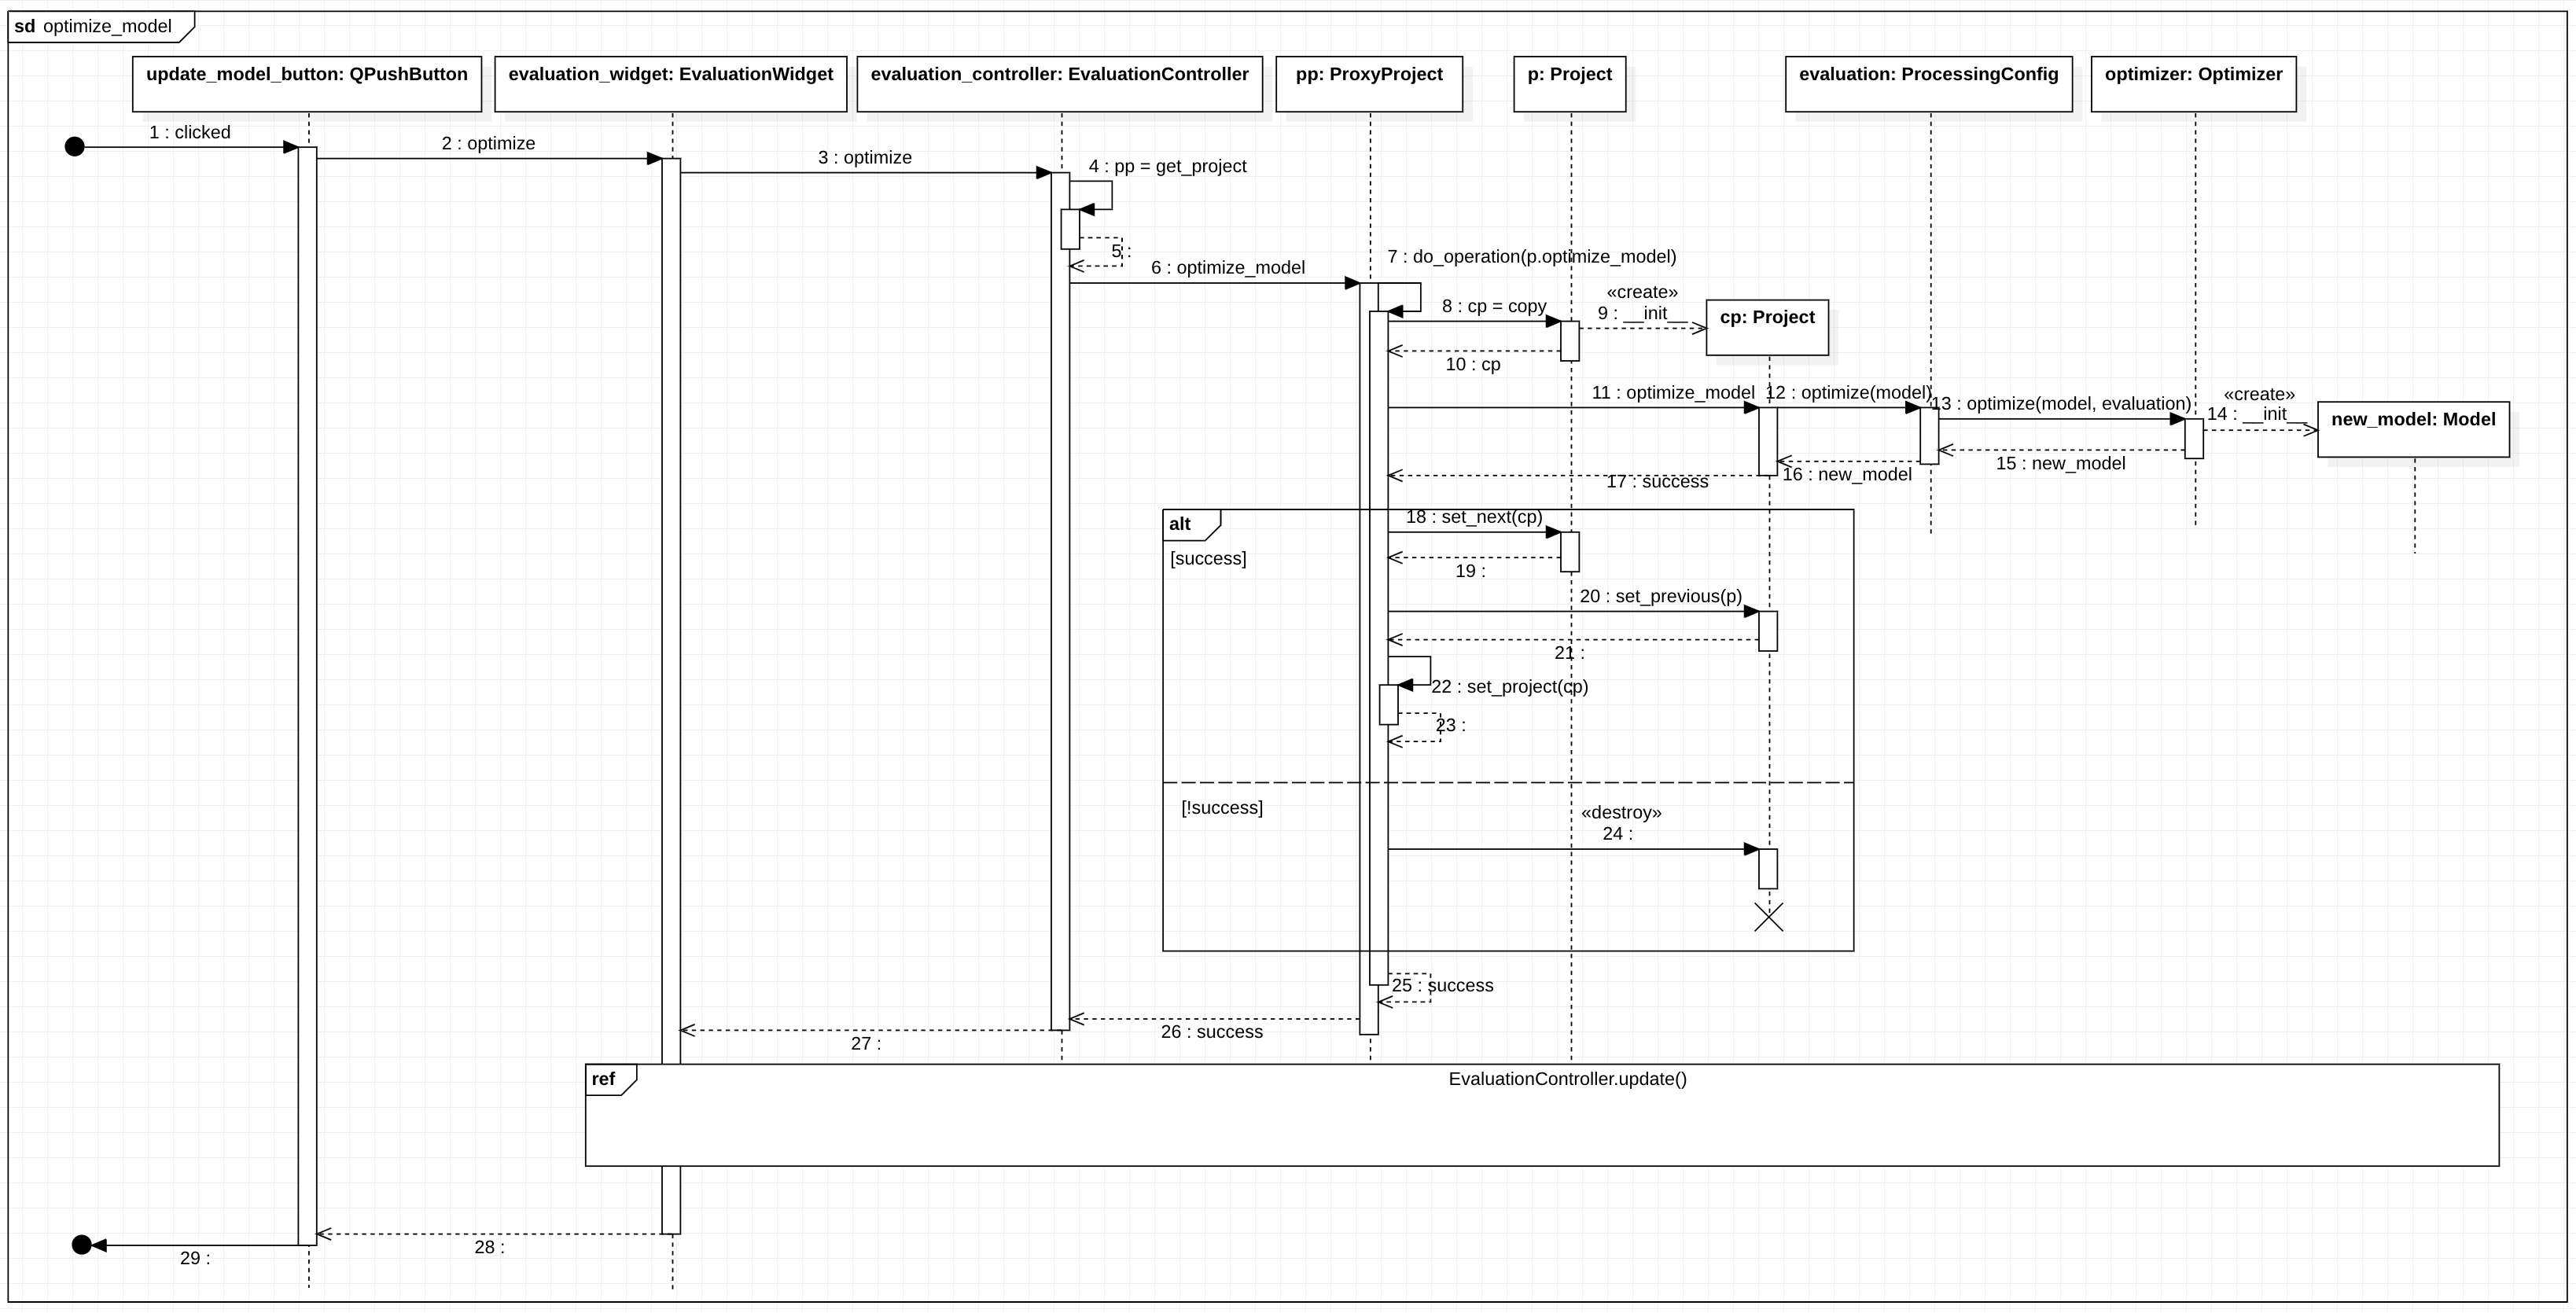 sd optimize_model
update_model_button: QPushButton
evaluation_widget: EvaluationWidget
evaluation_controller: EvaluationController
pp: ProxyProject
p: Project
evaluation: ProcessingConfig
optimizer: Optimizer
1 : clicked
2 : optimize
3 : optimize
4 : pp = get_project
5 :
6 : optimize_model
7 : do_operation(p.optimize_model)
8 : cp = copy
«create»
9 : __init__
cp: Project
10 : cp
11 : optimize_model
12 : optimize(model)
13 : optimize(model, evaluation)
«create»
14 : __init__
new_model: Model
15 : new_model
16 : new_model
17 : success
alt
[success]
18 : set_next(cp)
19 :
20 : set_previous(p)
21 :
22 : set_project(cp)
23 :
[!success]
«destroy»
24 :
25 : success
26 : success
27 :
ref
EvaluationController.update()
28 :
29 :